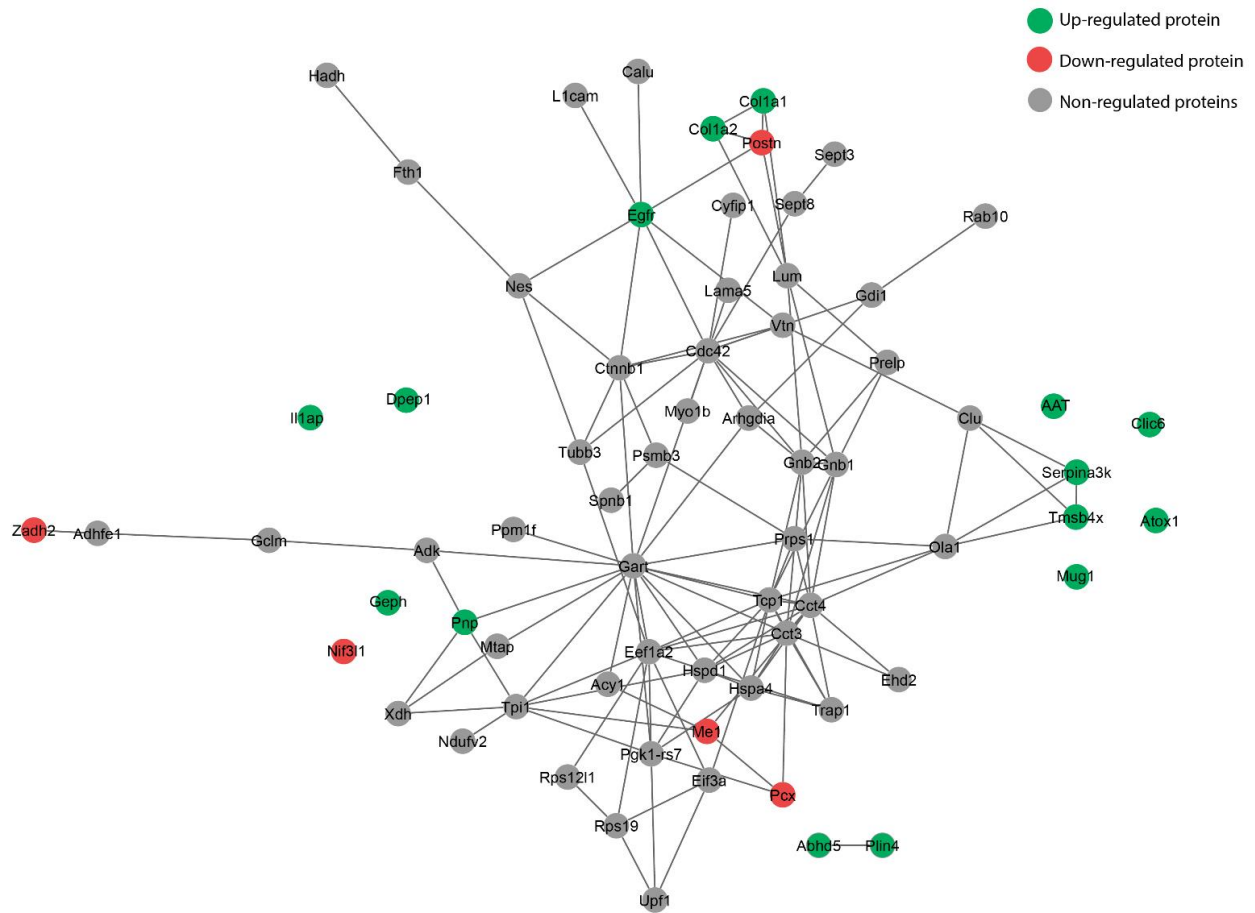 Up-regulated protein
Down-regulated protein
Non-regulated proteins
Hadh
Calu
L1cam
Col1a1
Col1a2
Postn
Sept3
Fth1
Egfr
Cyfip1
Sept8
Rab10
Nes
Lama5
Lum
Gdi1
Vtn
Cdc42
Ctnnb1
Prelp
Il1ap
Dpep1
Myo1b
Arhgdia
Clu
AAT
Clic6
Tubb3
Psmb3
Gnb2
Gnb1
Serpina3k
Spnb1
Tmsb4x
Atox1
Zadh2
Adhfe1
Gclm
Adk
Ppm1f
Prps1
Ola1
Gart
Mug1
Geph
Pnp
Tcp1
Cct4
Cct3
Nif3l1
Mtap
Eef1a2
Hspd1
Acy1
Hspa4
Ehd2
Xdh
Tpi1
Trap1
Ndufv2
Me1
Pgk1-rs7
Rps12l1
Eif3a
Pcx
Rps19
Abhd5
Plin4
Upf1